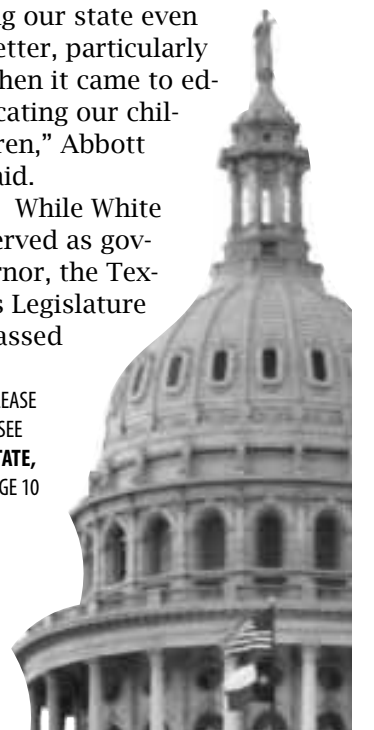 ng our state even
etter, particularly
hen it came to ed-
cating our chil-
ren,” Abbott
aid.
While White
erved as gov-
rnor, the Tex-
s Legislature
assed
LEASE
SEE
TATE,
GE 10